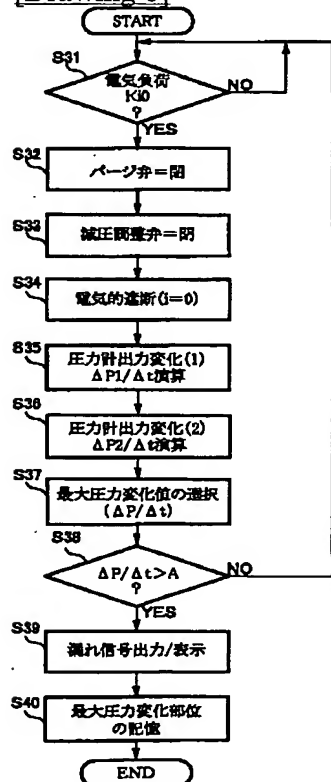 START
S31
電気負荷
Ki0
?
NO
YES
S32
パージ弁=閉
S33
減圧調整弁=閉
S34
電気的遮断(i=0)
S35
圧力計出力変化(1)
ΔP1/Δt演算
S36
圧力計出力変化(2)
ΔP2/Δt演算
S37
最大圧力変化値の選択
(ΔP/Δt)
S38
ΔP/Δt>A
?
NO
YES
S39
漏れ信号出力/表示
S40
最大圧力変化部位
の記憶
END